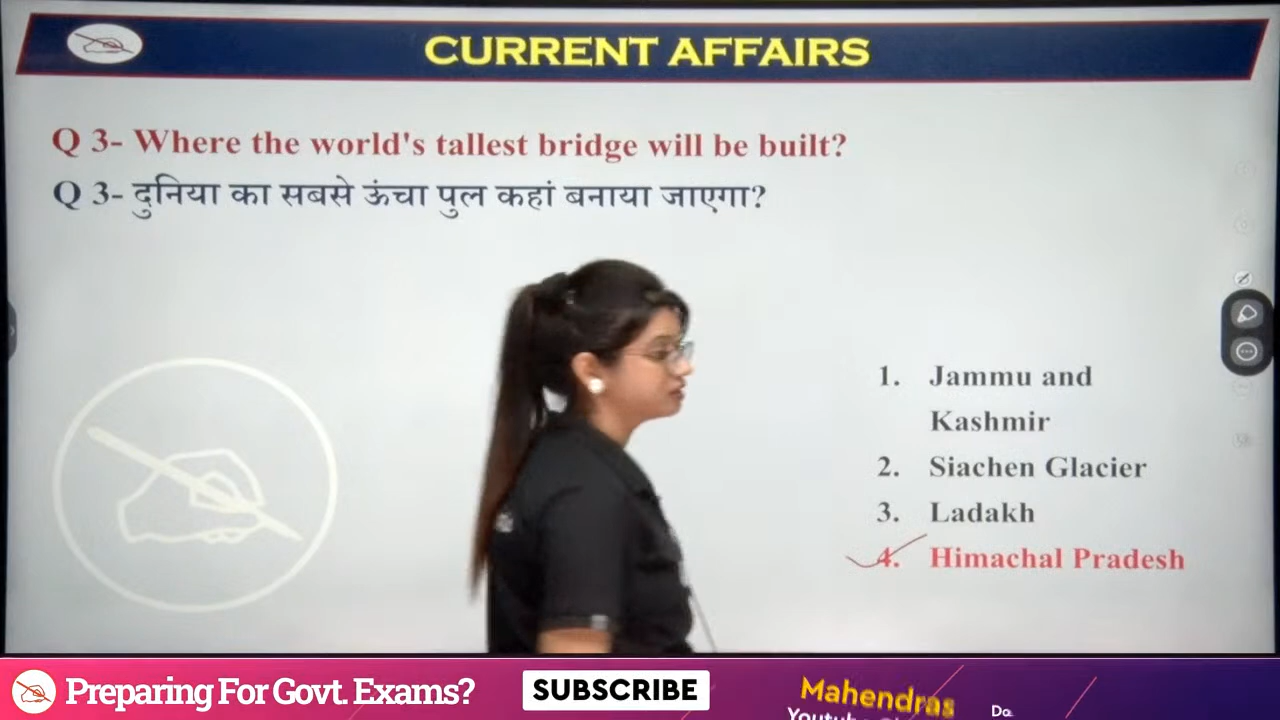 CURRENT AFFAIRS
Q 3- Where the world's tallest bridge will be built?
Q 3- दुनिया का सबसे ऊंचा पुल कहां बनाया जाएगा?
1. Jammu and
Kashmir
2. Siachen Glacier
3. Ladakh
4. Himachal Pradesh
Preparing For Govt. Exams?
SUBSCRIBE
Mahendras